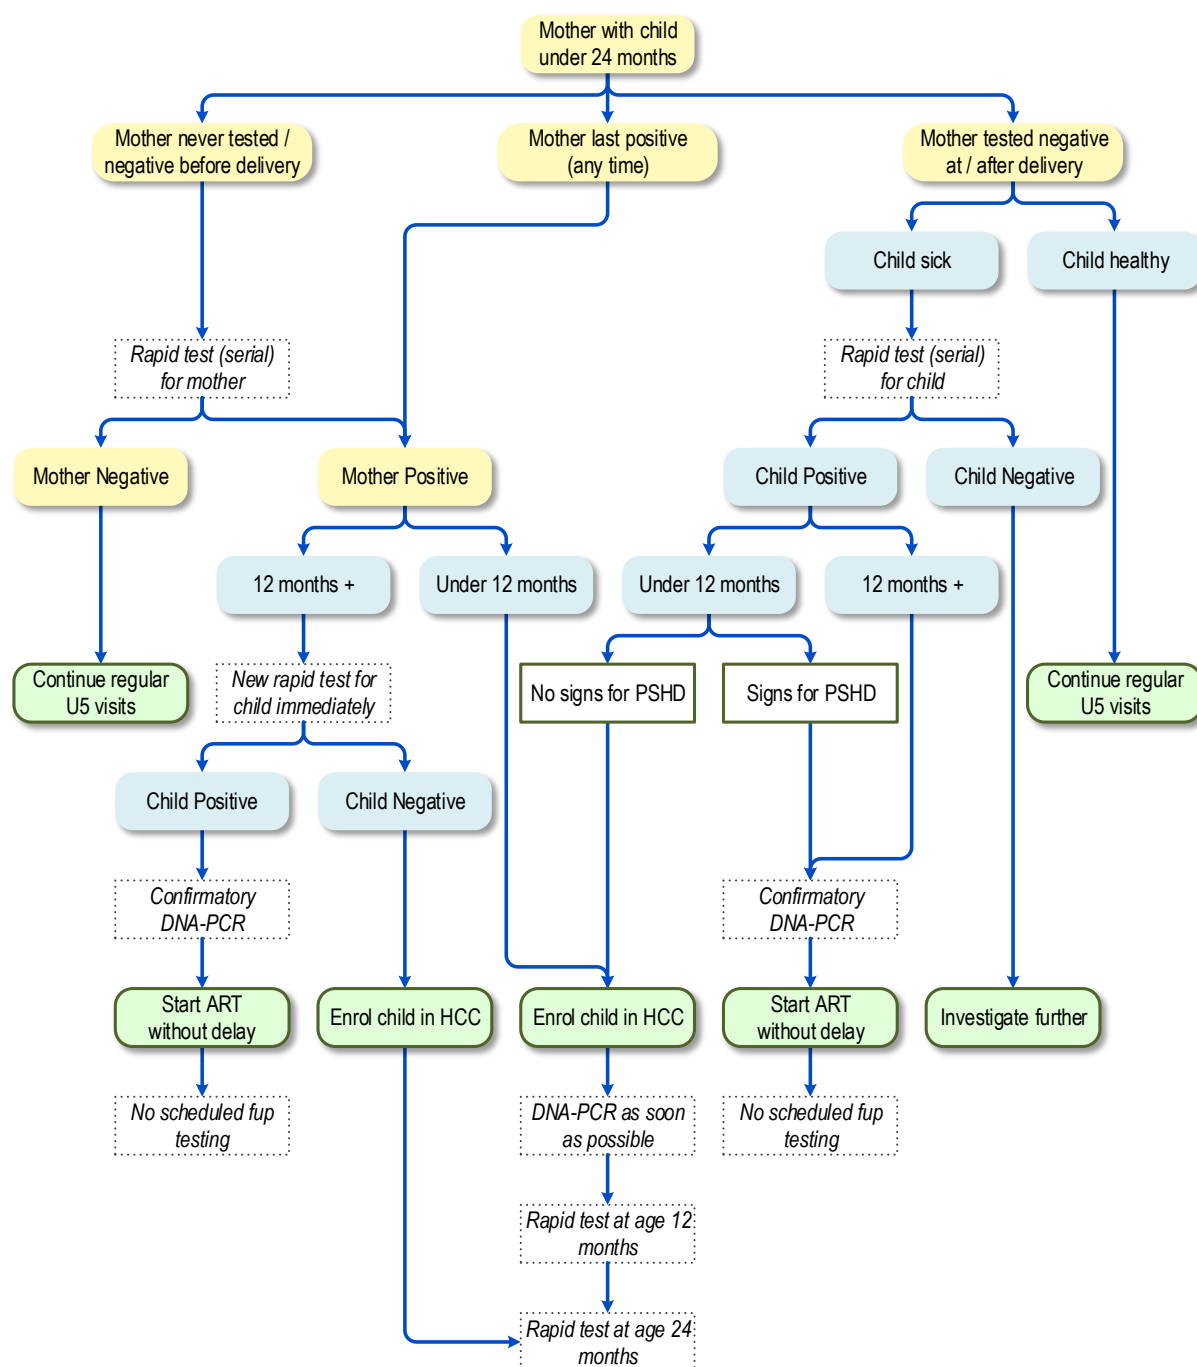 Mother with child
under 24 months
Mother never tested /
negative before delivery
Mother last positive
(any time)
Mother tested negative
at / after delivery
Child sick
Child healthy
Rapid test (serial)
for mother
Rapid test (serial)
for child
Mother Negative
Mother Positive
Child Positive
Child Negative
12 months +
Under 12 months
Under 12 months
12 months +
Continue regular
U5 visits
New rapid test for
child immediately
No signs for PSHD
Signs for PSHD
Continue regular
U5 visits
Child Positive
Child Negative
Confirmatory
DNA-PCR
Confirmatory
DNA-PCR
Start ART
without delay
Enrol child in HCC
Enrol child in HCC
Start ART
without delay
Investigate further
No scheduled fup
testing
DNA-PCR as soon
as possible
No scheduled fup
testing
Rapid test at age 12
months
Rapid test at age 24
months